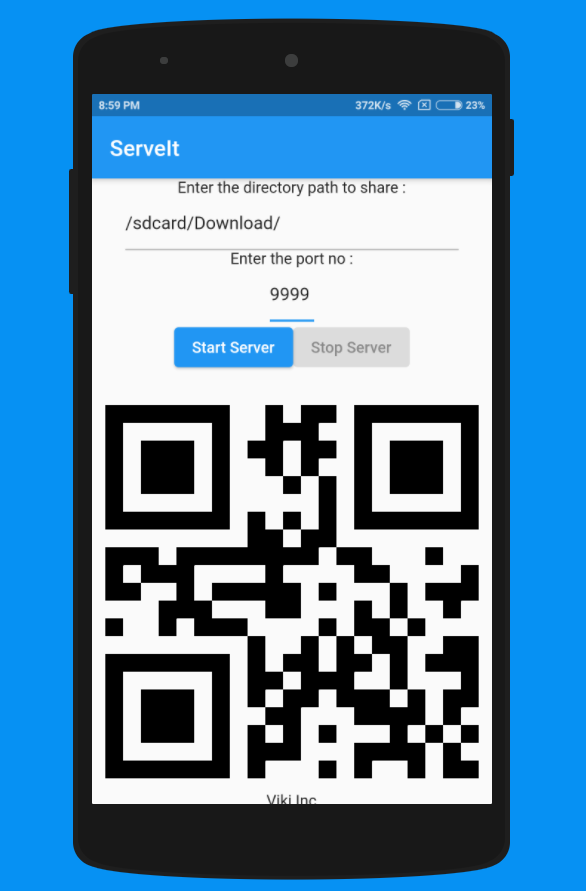 8:59 PM 372K/s 23%
ServeIt
Enter the directory path to share :
/sdcard/Download/
Enter the port no :
9999
Start Server Stop Server
Viki Inc